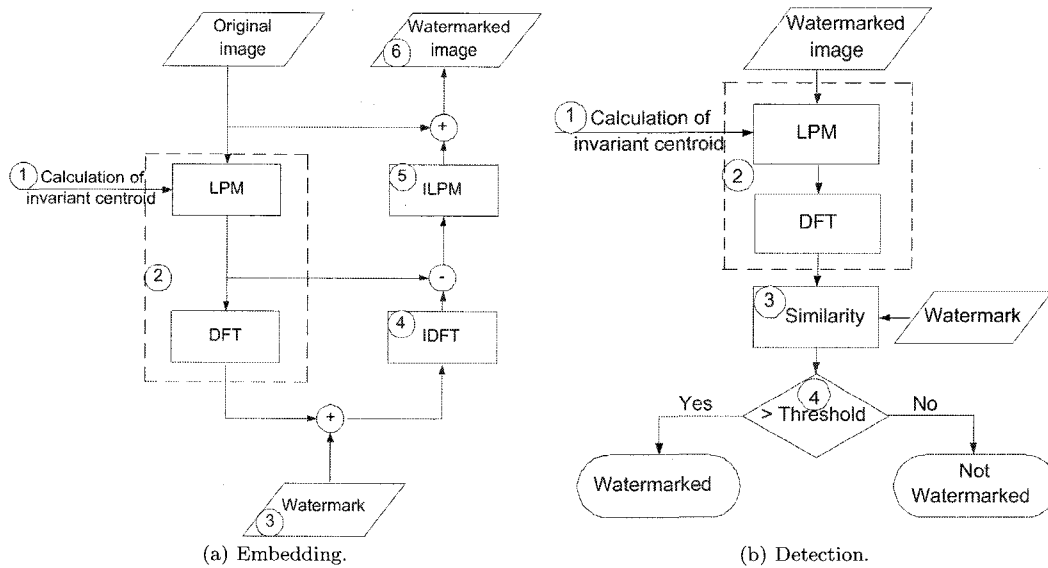 Original
image
Watermarked
image
6
+
1
Calculation of
invariant centroid
LPM
5
ILPM
2
-
DFT
4
IDFT
+
Watermark
3
(a) Embedding.
Watermarked
image
1
Calculation of
invariant centroid
LPM
2
DFT
3
Similarity
Watermark
4
> Threshold
Yes
No
Watermarked
Not
Watermarked
(b) Detection.